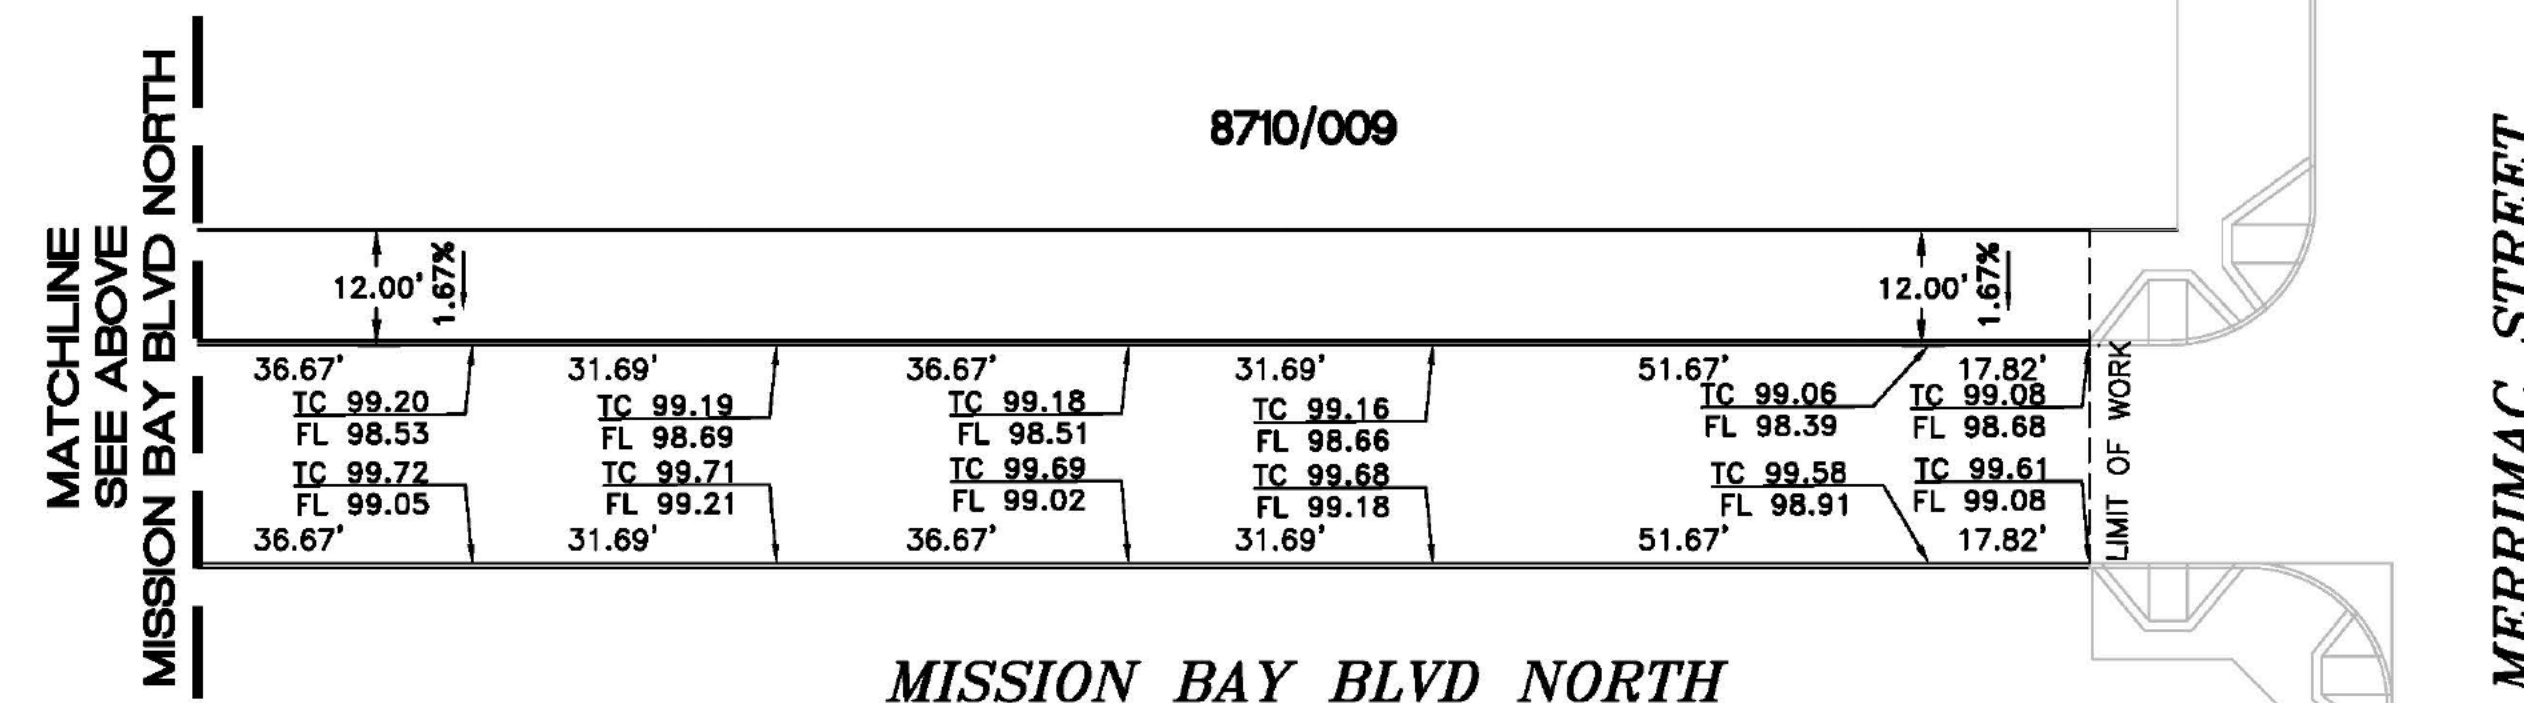 MATCHLINE
SEE ABOVE
MISSION BAY BLVD NORTH
8710/009
12.00'
1.67%
12.00'
1.67%
36.67' 31.69' 36.67' 31.69' 51.67' 17.82'
TC 99.20
FL 98.53
TC 99.19
FL 98.69
TC 99.18
FL 98.51
TC 99.16
FL 98.66
TC 99.06
FL 98.39
TC 99.08
FL 98.68
TC 99.72
FL 99.05
TC 99.71
FL 99.21
TC 99.69
FL 99.02
TC 99.68
FL 99.18
TC 99.58
FL 98.91
TC 99.61
FL 99.08
36.67' 31.69' 36.67' 31.69' 51.67' 17.82'
LIMIT OF WORK
MISSION BAY BLVD NORTH
MERRIMAC STREET